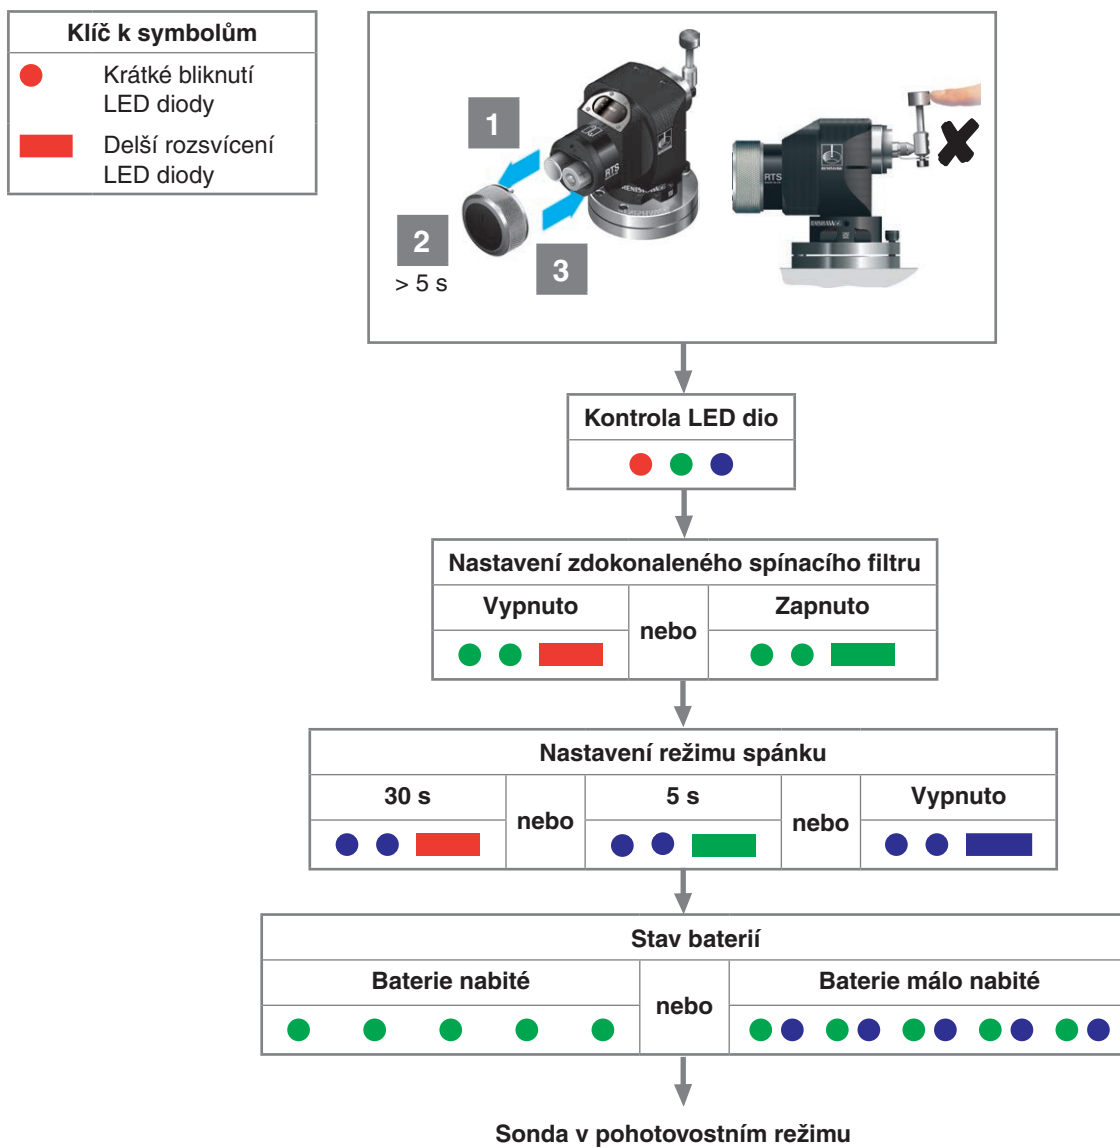 Klíč k symbolům
Krátké bliknutí
LED diody
Delší rozsvícení
LED diody
1
2
> 5 s
3
RTS
RTS
Kontrola LED dio
Nastavení zdokonaleného spínacího filtru
Vypnuto
nebo
Zapnuto
Nastavení režimu spánku
30 s
nebo
5 s
nebo
Vypnuto
Stav baterií
Baterie nabité
nebo
Baterie málo nabité
Sonda v pohotovostním režimu